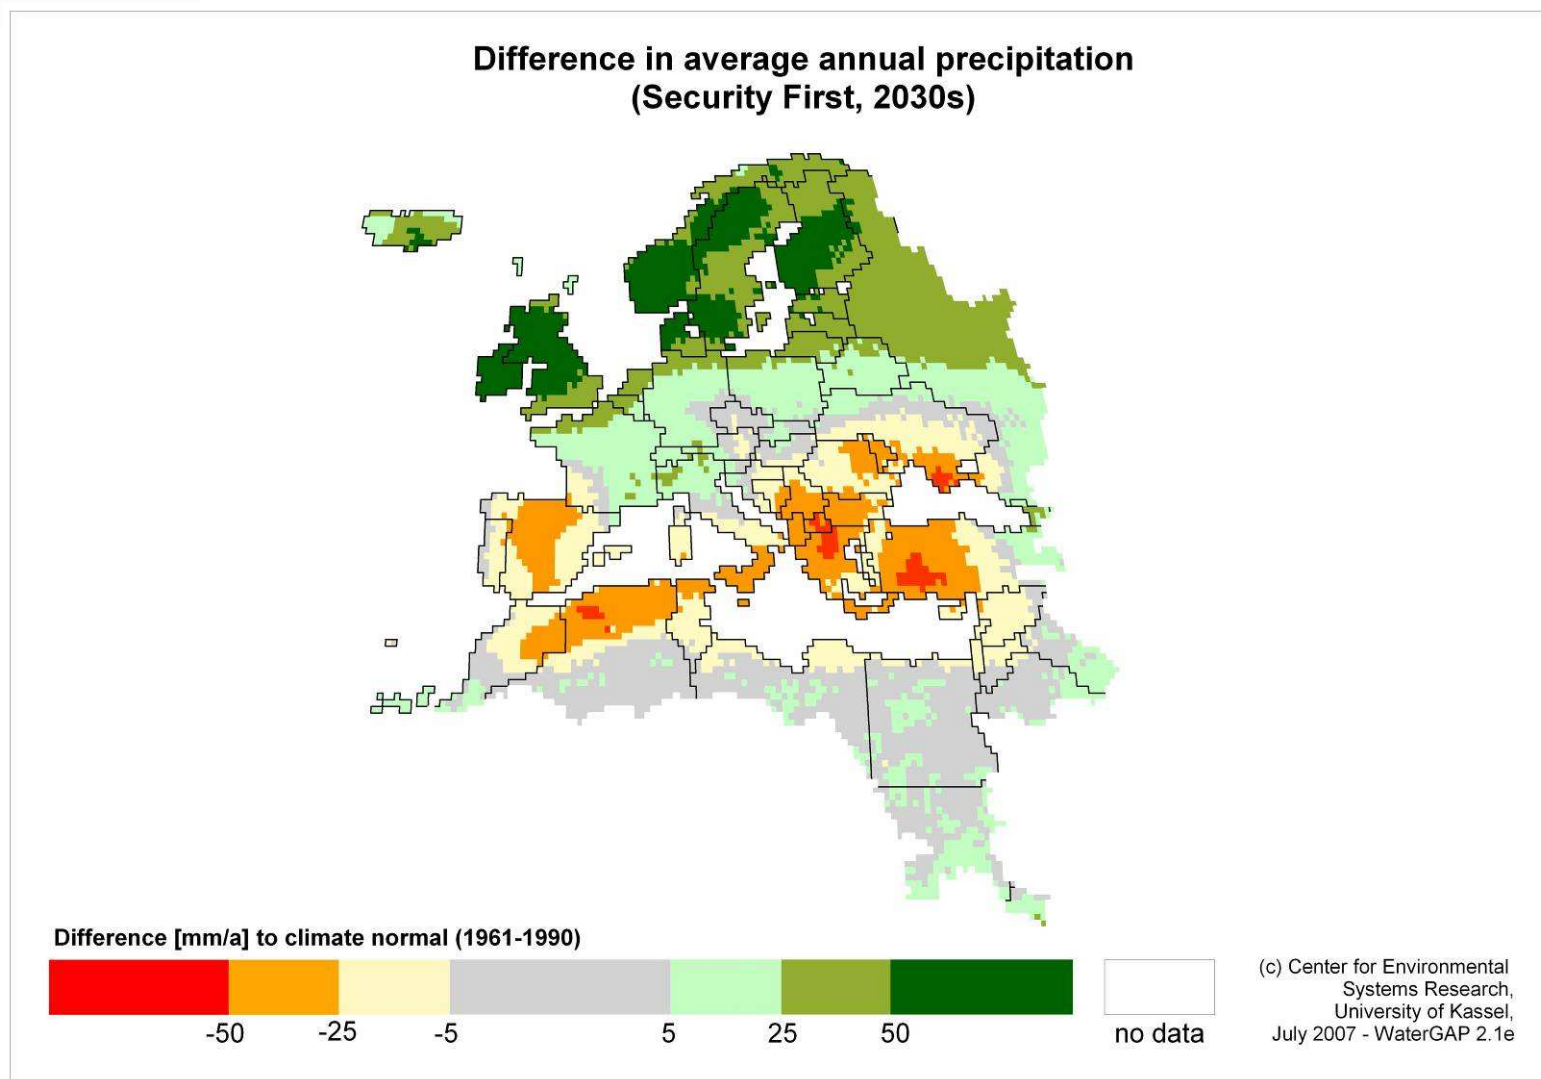 Difference in average annual precipitation
(Security First, 2030s)
Difference [mm/a] to climate normal (1961-1990)
-50
-25
-5
5
25
50
no data
(c) Center for Environmental
Systems Research,
University of Kassel,
July 2007 - WaterGAP 2.1e